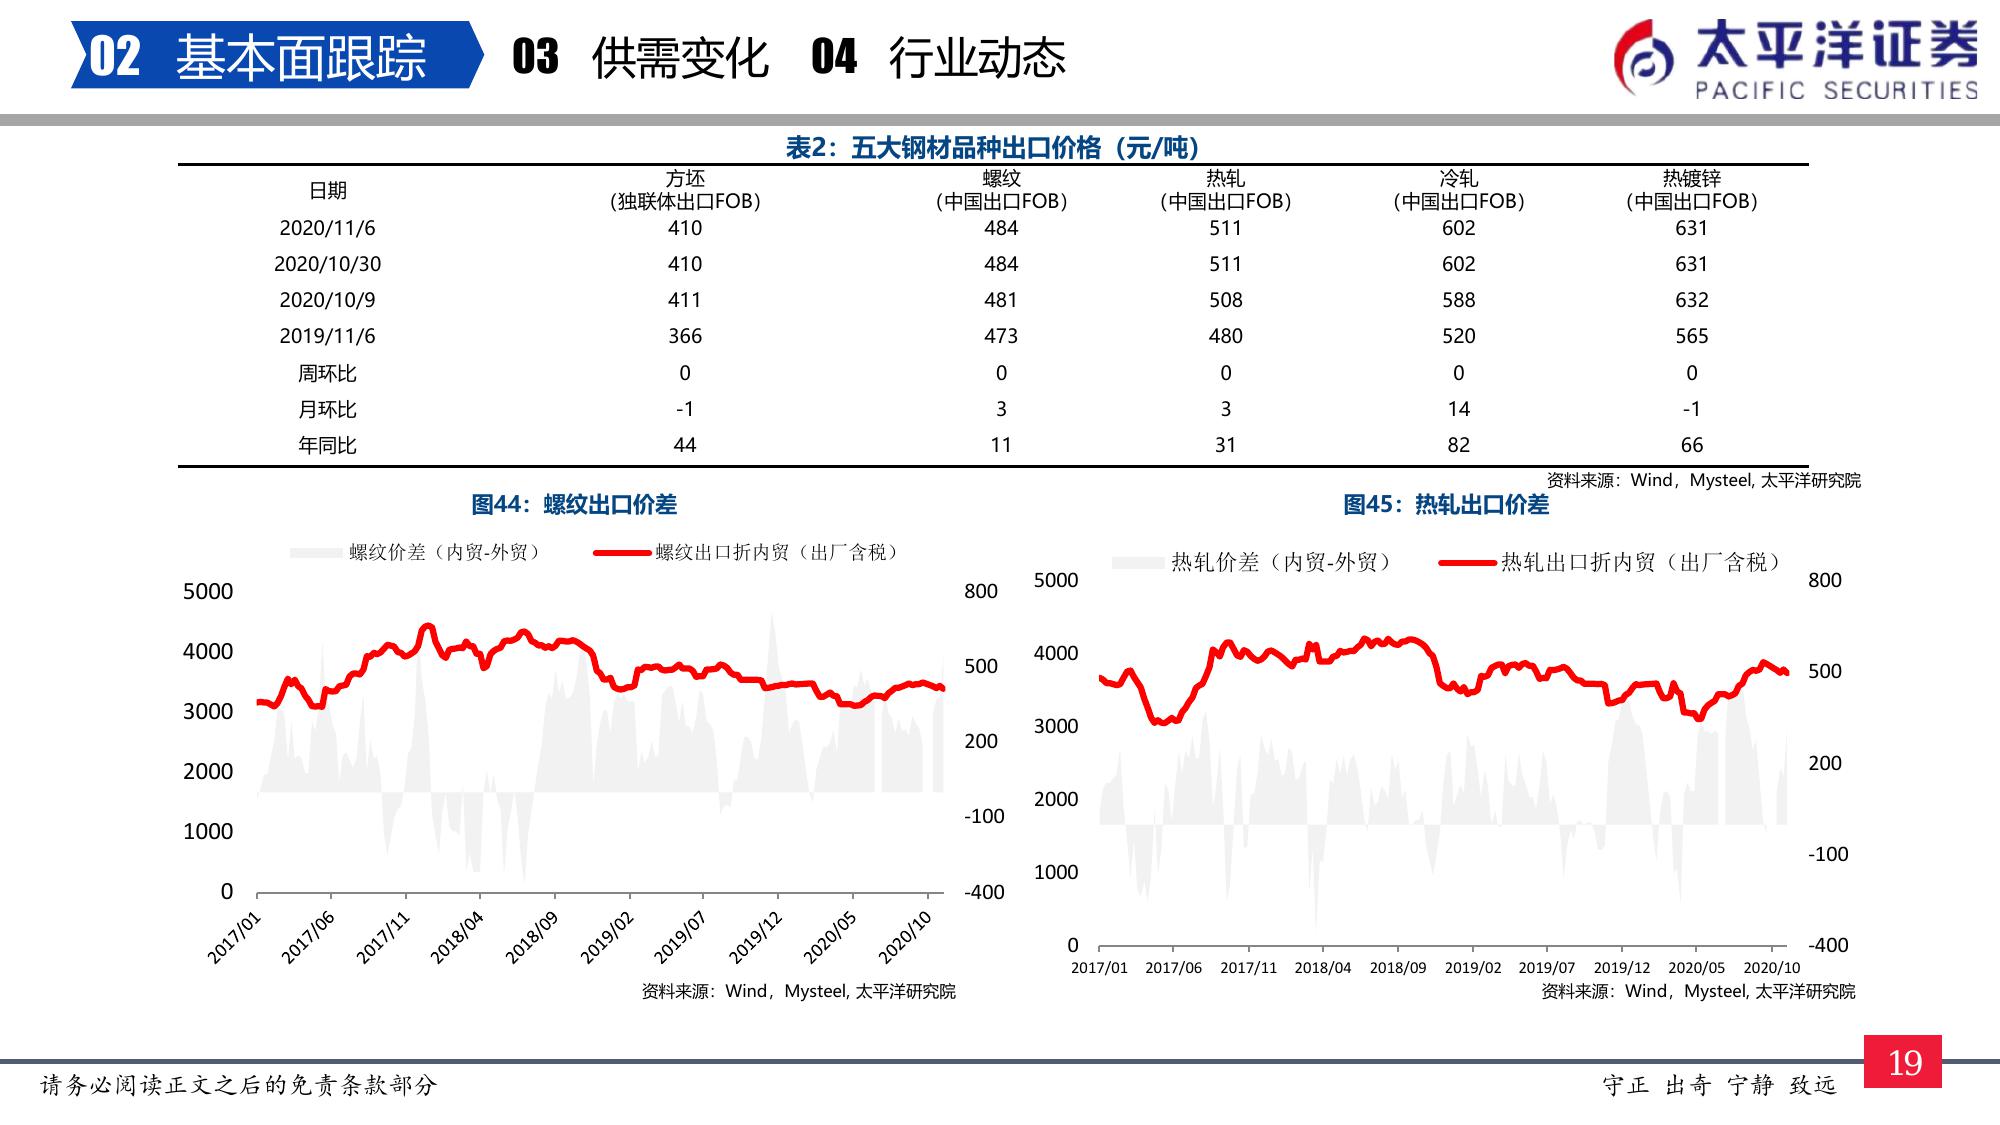 02 基本面跟踪 03 供需变化 04 行业动态
太平洋证券
PACIFIC SECURITIES
表2：五大钢材品种出口价格（元/吨）
日期 方坯（独联体出口FOB） 螺纹（中国出口FOB） 热轧（中国出口FOB） 冷轧（中国出口FOB） 热镀锌（中国出口FOB）
2020/11/6 410 484 511 602 631
2020/10/30 410 484 511 602 631
2020/10/9 411 481 508 588 632
2019/11/6 366 473 480 520 565
周环比 0 0 0 0 0
月环比 -1 3 3 14 -1
年同比 44 11 31 82 66
资料来源：Wind，Mysteel, 太平洋研究院
图44：螺纹出口价差
螺纹价差（内贸-外贸） 螺纹出口折内贸（出厂含税）
5000 800
4000 500
3000 200
2000 -100
1000 -400
0
2017/01 2017/06 2017/11 2018/04 2018/09 2019/02 2019/07 2019/12 2020/05 2020/10
资料来源：Wind，Mysteel, 太平洋研究院
图45：热轧出口价差
热轧价差（内贸-外贸） 热轧出口折内贸（出厂含税）
5000 800
4000 500
3000 200
2000 -100
1000 -400
0
2017/01 2017/06 2017/11 2018/04 2018/09 2019/02 2019/07 2019/12 2020/05 2020/10
资料来源：Wind，Mysteel, 太平洋研究院
请务必阅读正文之后的免责条款部分
守正 出奇 宁静 致远
19